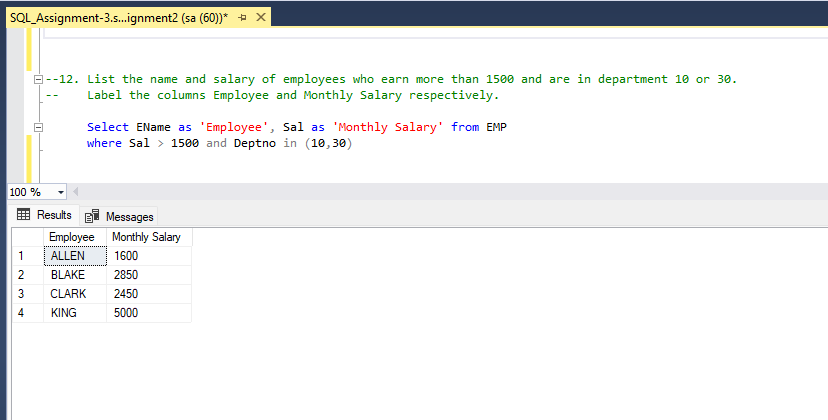 SQL_Assignment-3.s...ignment2 (sa (60))*
--12. List the name and salary of employees who earn more than 1500 and are in department 10 or 30.
-- Label the columns Employee and Monthly Salary respectively.
Select EName as 'Employee', Sal as 'Monthly Salary' from EMP
where Sal > 1500 and Deptno in (10,30)
100 %
Results Messages
Employee Monthly Salary
1 ALLEN 1600
2 BLAKE 2850
3 CLARK 2450
4 KING 5000